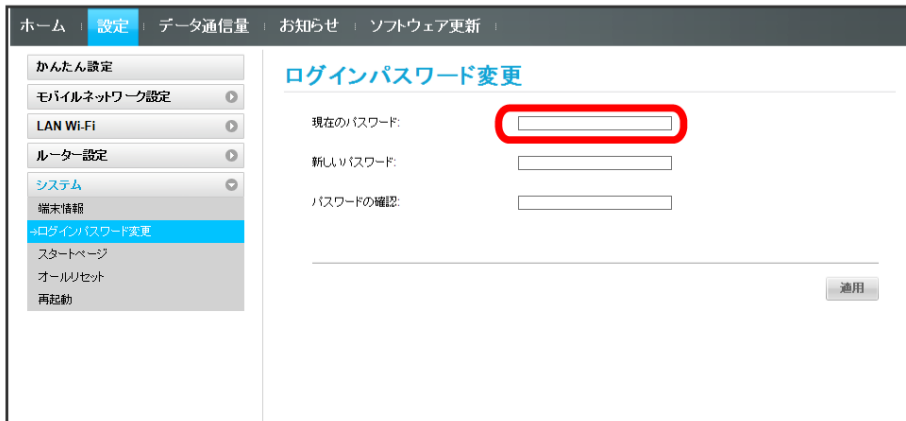 ホーム 設定 データ通信量 お知らせ ソフトウェア更新
かんたん設定
モバイルネットワーク設定
LAN Wi-Fi
ルーター設定
システム
端末情報
→ログインパスワード変更
スタートページ
オールリセット
再起動
ログインパスワード変更
現在のパスワード:
新しいパスワード:
パスワードの確認:
適用